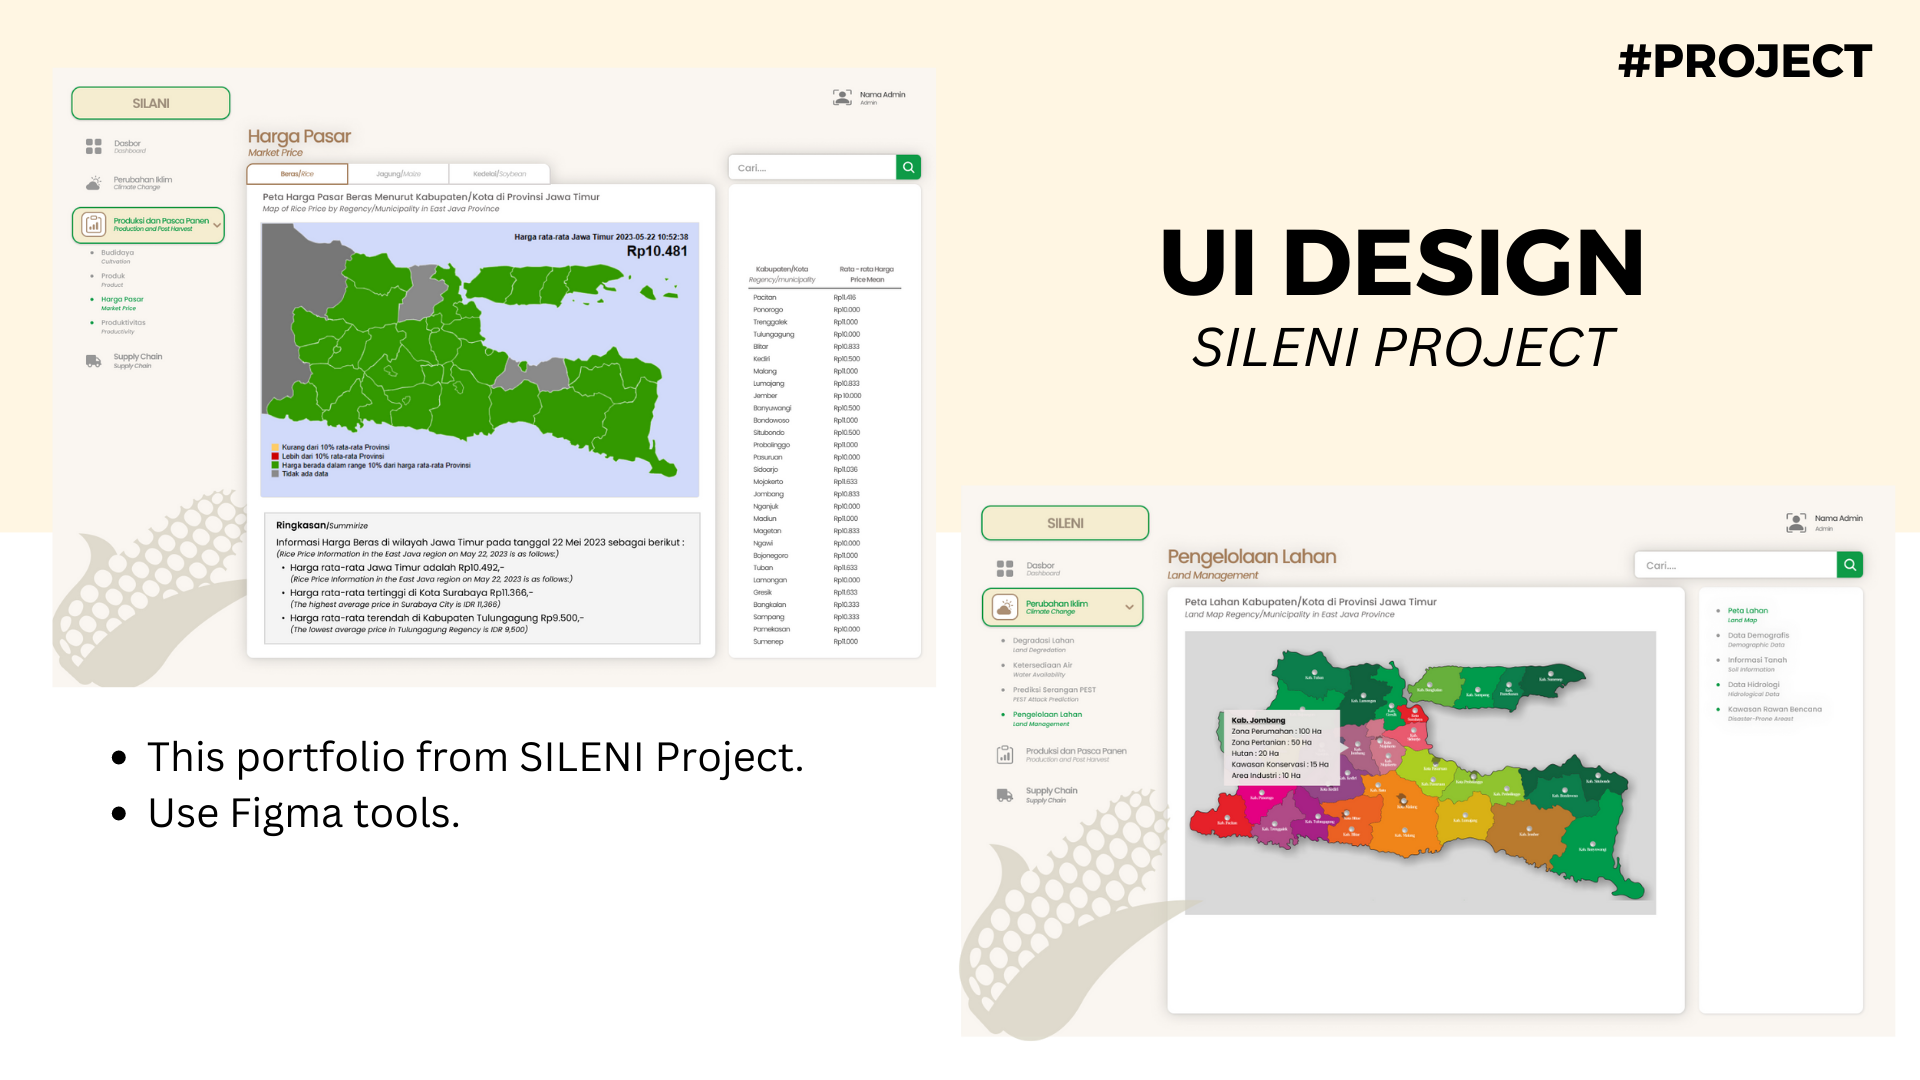 #PROJECT
UI DESIGN
SILENI PROJECT
SILANI
Nama Admin
Admin
Dasbor
Dashboard
Perubahan Iklim
Climate Change
Produksi dan Pasca Panen
Production and Post Harvest
Budidaya
Cultivation
Produk
Product
Harga Pasar
Market Price
Produktivitas
Productivity
Supply Chain
Supply Chain
Harga Pasar
Market Price
Beras/Rice
Jagung/Maize
Kedelai/Soybean
Cari....
Peta Harga Pasar Beras Menurut Kabupaten/Kota di Provinsi Jawa Timur
Map of Rice Price by Regency/Municipality in East Java Province
Harga rata-rata Jawa Timur 2023-05-22 10:52:38
Rp10.481
Kurang dari 10% rata-rata Provinsi
Lebih dari 10% rata-rata Provinsi
Harga berada dalam range 10% dari harga rata-rata Provinsi
Tidak ada data
Ringkasan/Summirize
Informasi Harga Beras di wilayah Jawa Timur pada tanggal 22 Mei 2023 sebagai berikut :
(Rice Price Information in the East Java region on May 22, 2023 is as follows:)
• Harga rata-rata Jawa Timur adalah Rp10.492,-
(Rice Price Information in the East Java region on May 22, 2023 is as follows:)
• Harga rata-rata tertinggi di Kota Surabaya Rp11.366,-
(The highest average price in Surabaya City is IDR 11,366)
• Harga rata-rata terendah di Kabupaten Tulungagung Rp9.500,-
(The lowest average price in Tulungagung Regency is IDR 9,500)
Kabupaten/Kota Rata - rata Harga
Regency/municipality Price Mean
Pacitan Rp11.416
Ponorogo Rp10.000
Trenggalek Rp11.000
Tulungagung Rp10.000
Blitar Rp10.833
Kediri Rp10.500
Malang Rp11.000
Lumajang Rp10.833
Jember Rp 10.000
Banyuwangi Rp10.500
Bondowoso Rp11.000
Situbondo Rp10.500
Probolinggo Rp11.000
Pasuruan Rp10.000
Sidoarjo Rp11.036
Mojokerto Rp11.633
Jombang Rp10.833
Nganjuk Rp10.000
Madiun Rp11.000
Magetan Rp10.833
Ngawi Rp10.000
Bojonegoro Rp11.000
Tuban Rp11.633
Lamongan Rp10.000
Gresik Rp11.633
Bangkalan Rp10.333
Sampang Rp10.333
Pamekasan Rp10.000
Sumenep Rp11.000
• This portfolio from SILENI Project.
• Use Figma tools.
SILENI
Nama Admin
Admin
Dasbor
Dashboard
Perubahan Iklim
Climate Change
Degradasi Lahan
Land Degredation
Ketersediaan Air
Water Availability
Prediksi Serangan PEST
PEST Attack Prediction
Pengelolaan Lahan
Land Management
Produksi dan Pasca Panen
Production and Post Harvest
Supply Chain
Supply Chain
Pengelolaan Lahan
Land Management
Cari....
Peta Lahan Kabupaten/Kota di Provinsi Jawa Timur
Land Map Regency/Municipality in East Java Province
Kab. Jombang
Zona Perumahan : 100 Ha
Zona Pertanian : 50 Ha
Hutan : 20 Ha
Kawasan Konservasi : 15 Ha
Area Industri : 10 Ha
Peta Lahan
Land Map
Data Demografis
Demographic Data
Informasi Tanah
Soil Information
Data Hidrologi
Hidrological Data
Kawasan Rawan Bencana
Disaster-Prone Areast